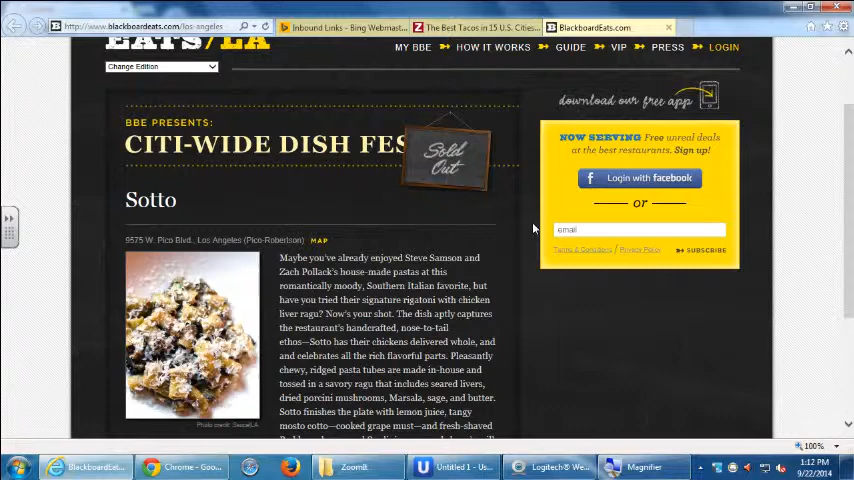 http://www.blackboardeats.com/los-angeles
Inbound Links - Bing Webmast...
The Best Tacos in 15 U.S. Cities...
BlackboardEats.com
EATS/LA
MY BBE HOW IT WORKS GUIDE VIP PRESS LOGIN
Change Edition
download our free app
BBE PRESENTS:
CITI-WIDE DISH FES
Sold
Out
NOW SERVING Free unreal deals
at the best restaurants. Sign up!
f Login with facebook
or
email
Terms & Conditions / Privacy Policy SUBSCRIBE
Sotto
9575 W. Pico Blvd., Los Angeles (Pico-Robertson) MAP
Maybe you've already enjoyed Steve Samson and
Zach Pollack's house-made pastas at this
romantically moody, Southern Italian favorite, but
have you tried their signature rigatoni with chicken
liver ragu? Now's your shot. The dish aptly captures
the restaurant's handcrafted, nose-to-tail
ethos—Sotto has their chickens delivered whole, and
and celebrates all the rich flavorful parts. Pleasantly
chewy, ridged pasta tubes are made in-house and
tossed in a savory ragu that includes seared livers,
dried porcini mushrooms, Marsala, sage, and butter.
Sotto finishes the plate with lemon juice, tangy
mosto cotto—cooked grape must—and fresh-shaved
Photo credit: SauceLA
100%
BlackboardEat...
Chrome - Goo...
ZoomIt
Untitled 1 - Us...
Logitech® We...
Magnifier
1:12 PM
9/22/2014